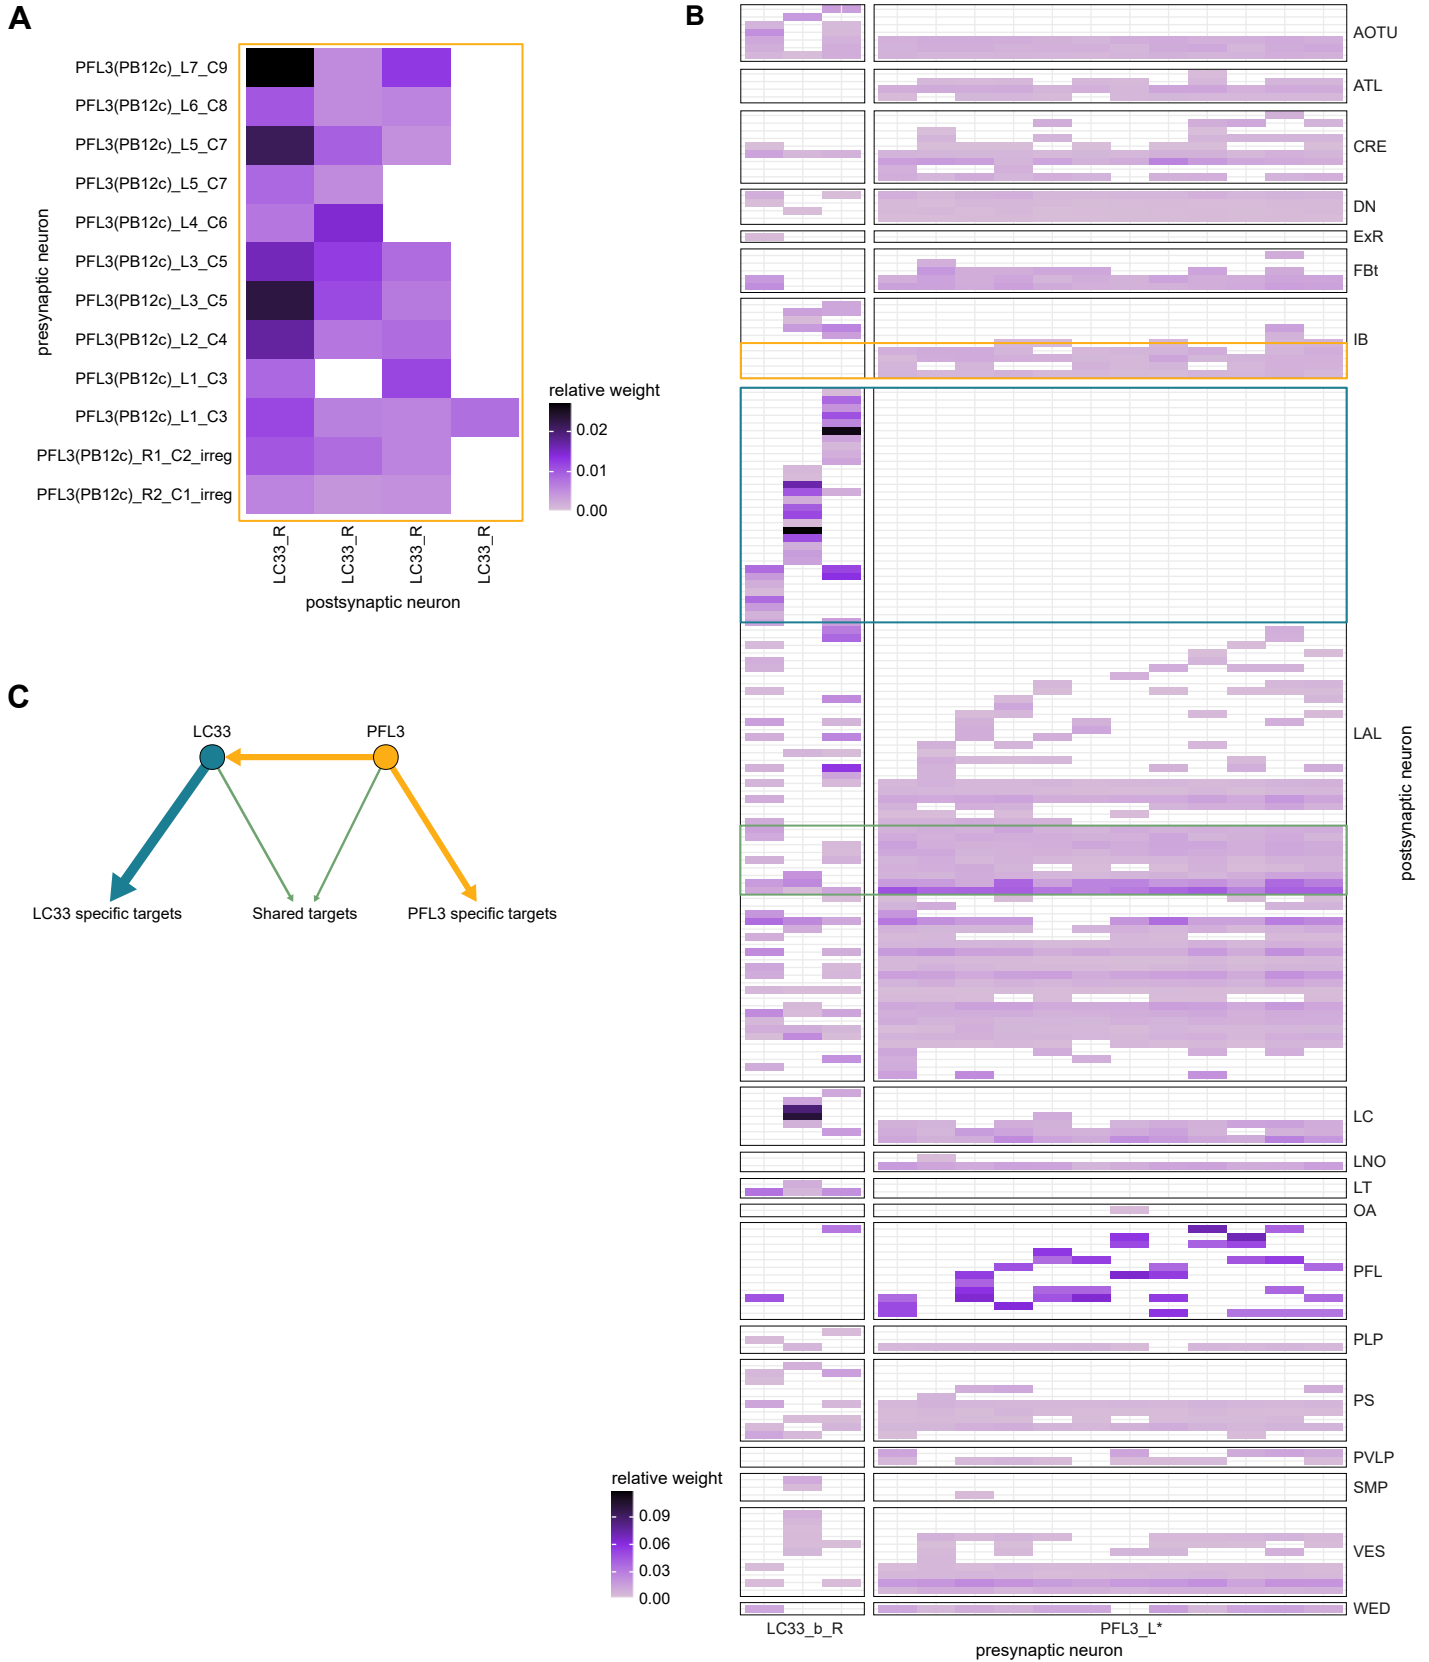 A
PFL3(PB12c)_L7_C9
PFL3(PB12c)_L6_C8
PFL3(PB12c)_L5_C7
PFL3(PB12c)_L5_C7
PFL3(PB12c)_L4_C6
PFL3(PB12c)_L3_C5
PFL3(PB12c)_L3_C5
PFL3(PB12c)_L2_C4
PFL3(PB12c)_L1_C3
PFL3(PB12c)_L1_C3
PFL3(PB12c)_R1_C2_irreg
PFL3(PB12c)_R2_C1_irreg
presynaptic neuron
LC33_R
LC33_R
LC33_R
LC33_R
postsynaptic neuron
relative weight
0.02
0.01
0.00
B
AOTU
ATL
CRE
DN
ExR
FBt
IB
LAL
LC
LNO
LT
OA
PFL
PLP
PS
PVLP
SMP
VES
WED
postsynaptic neuron
LC33_b_R
PFL3_L*
presynaptic neuron
relative weight
0.09
0.06
0.03
0.00
C
LC33
PFL3
LC33 specific targets
Shared targets
PFL3 specific targets